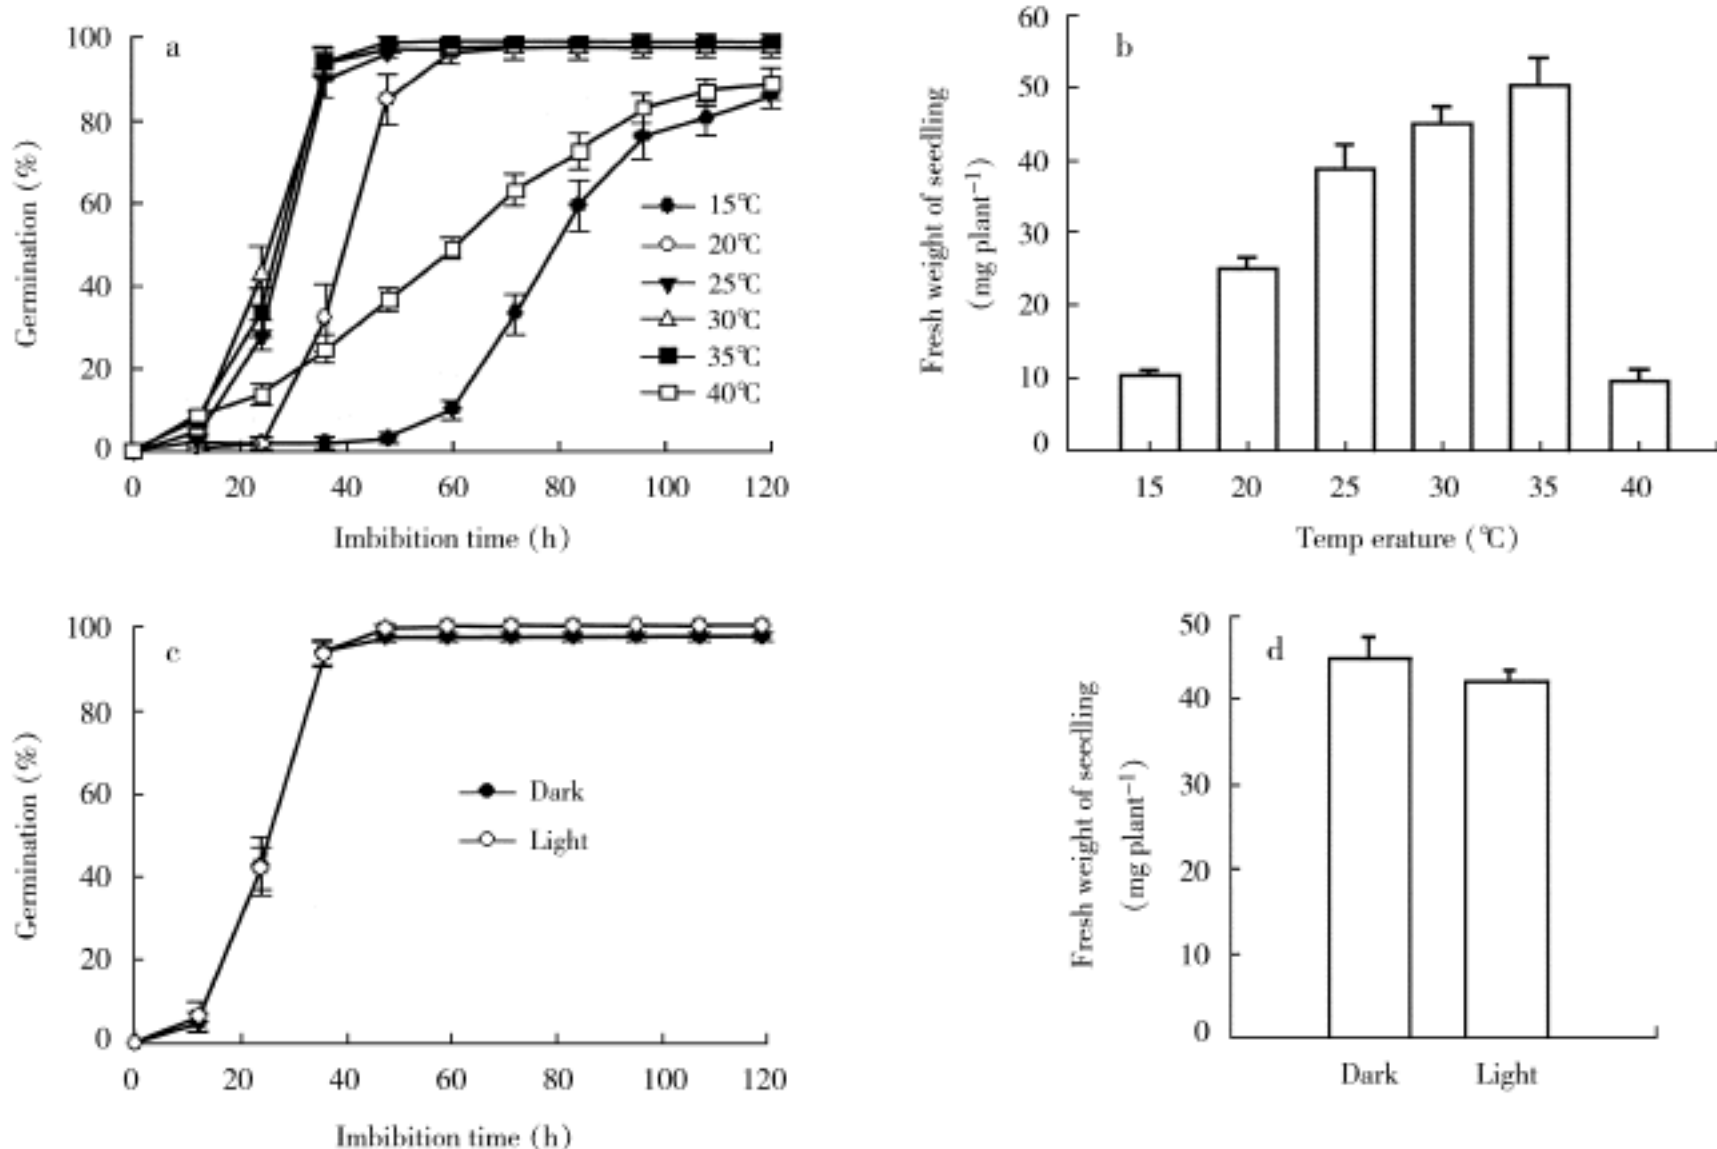 a
100
80
60
40
20
0
Germination (%)
15℃
20℃
25℃
30℃
35℃
40℃
0 20 40 60 80 100 120
Imbibition time (h)
b
60
50
40
30
20
10
0
Fresh weight of seedling
(mg plant⁻¹)
15 20 25 30 35 40
Temp erature (℃)
c
100
80
60
40
20
0
Germination (%)
Dark
Light
0 20 40 60 80 100 120
Imbibition time (h)
d
50
40
30
20
10
0
Fresh weight of seedling
(mg plant⁻¹)
Dark Light